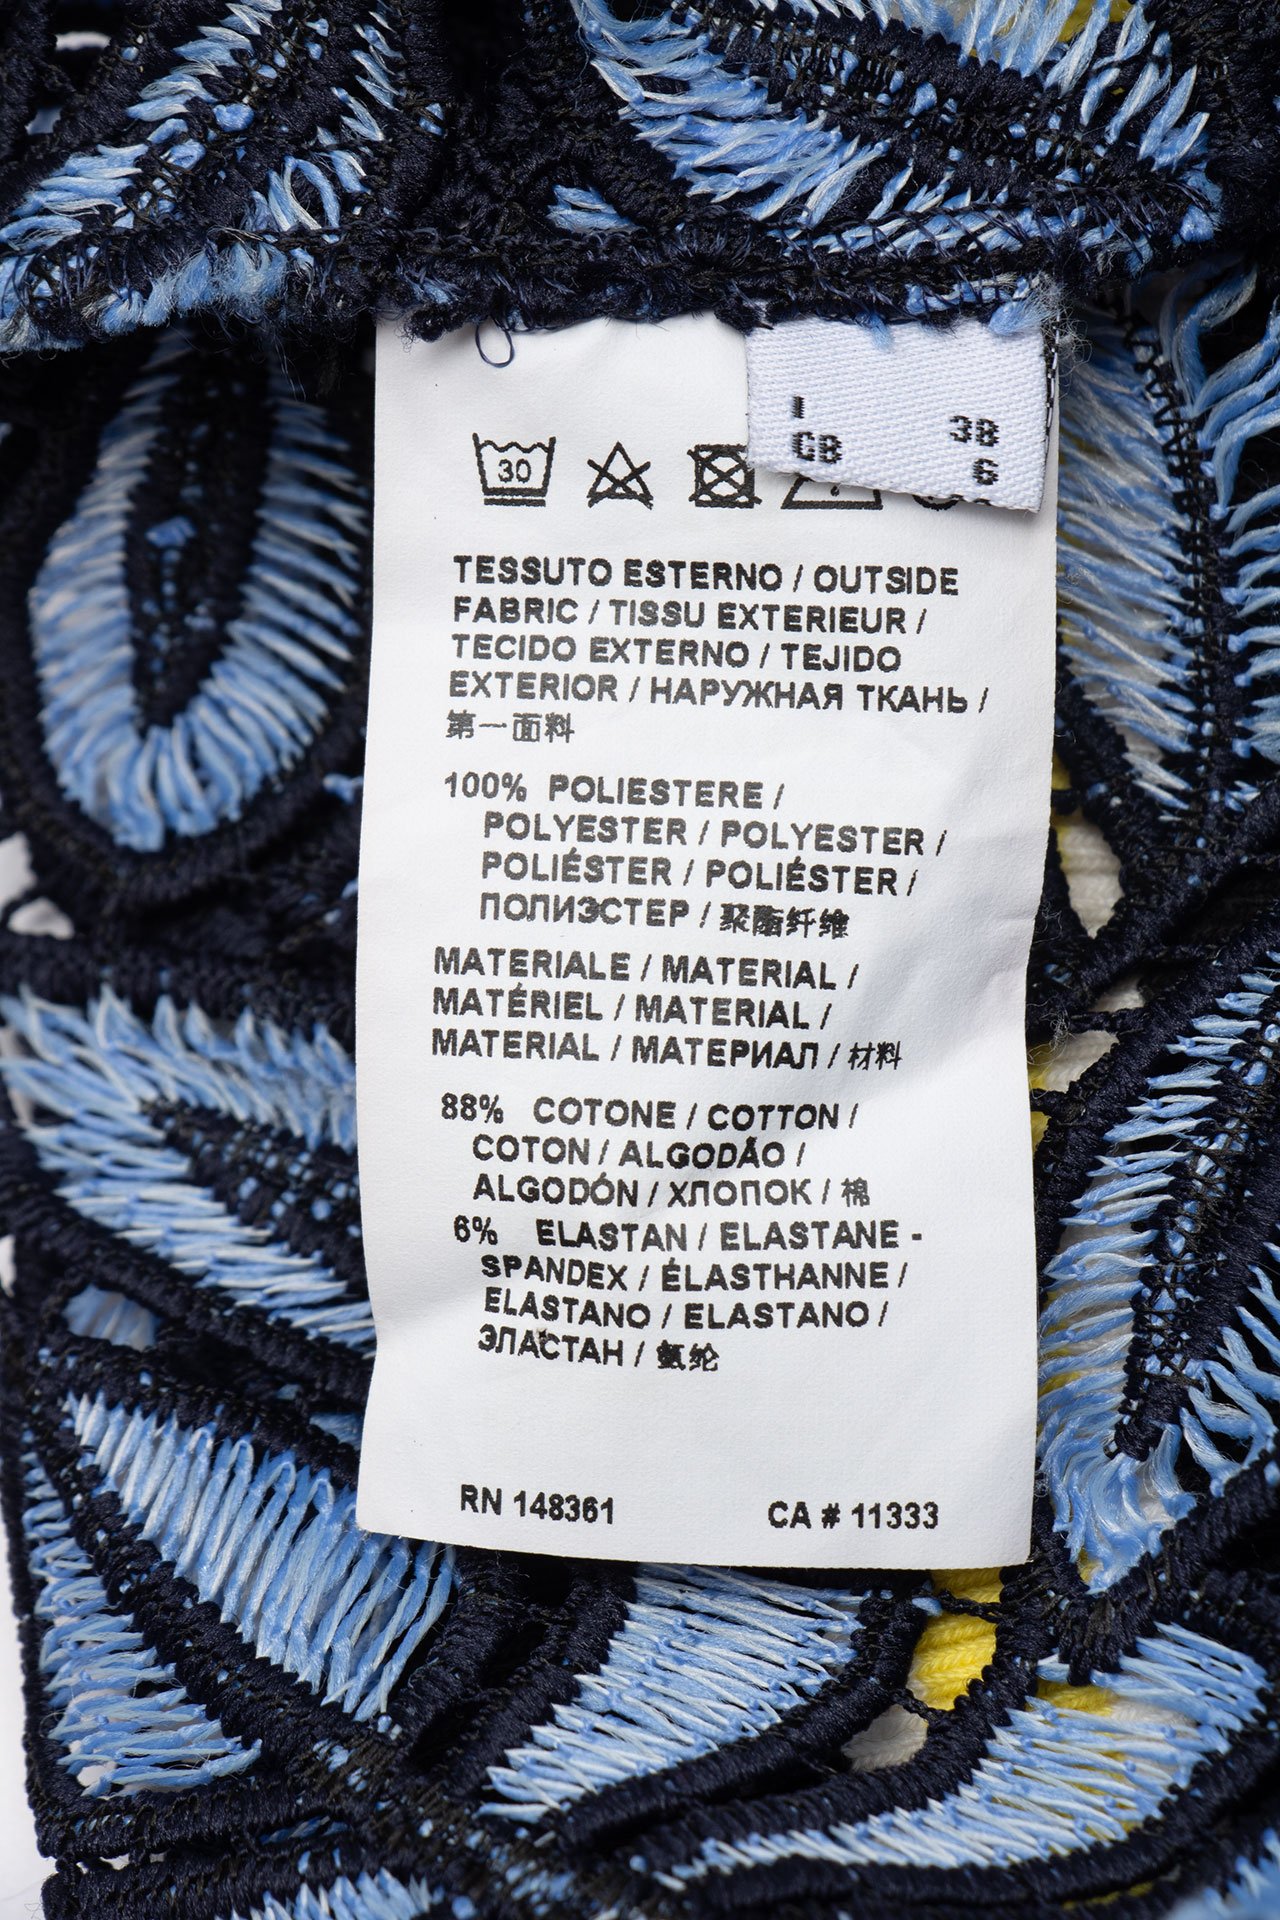 I 38
GB 6
30
TESSUTO ESTERNO / OUTSIDE
FABRIC / TISSU EXTERIEUR /
TECIDO EXTERNO / TEJIDO
EXTERIOR / НАРУЖНАЯ ТКАНЬ /
第一面料
100% POLIESTERE /
POLYESTER / POLYESTER /
POLIÉSTER / POLIÉSTER /
ПОЛИЭСТЕР / 聚酯纤维
MATERIALE / MATERIAL /
MATÉRIEL / MATERIAL /
MATERIAL / МАТЕРИАЛ / 材料
88% COTONE / COTTON /
COTON / ALGODÃO /
ALGODÓN / ХЛОПОК / 棉
6% ELASTAN / ELASTANE -
SPANDEX / ÉLASTHANNE /
ELASTANO / ELASTANO /
ЭЛАСТАН / 氨纶
RN 148361 CA # 11333